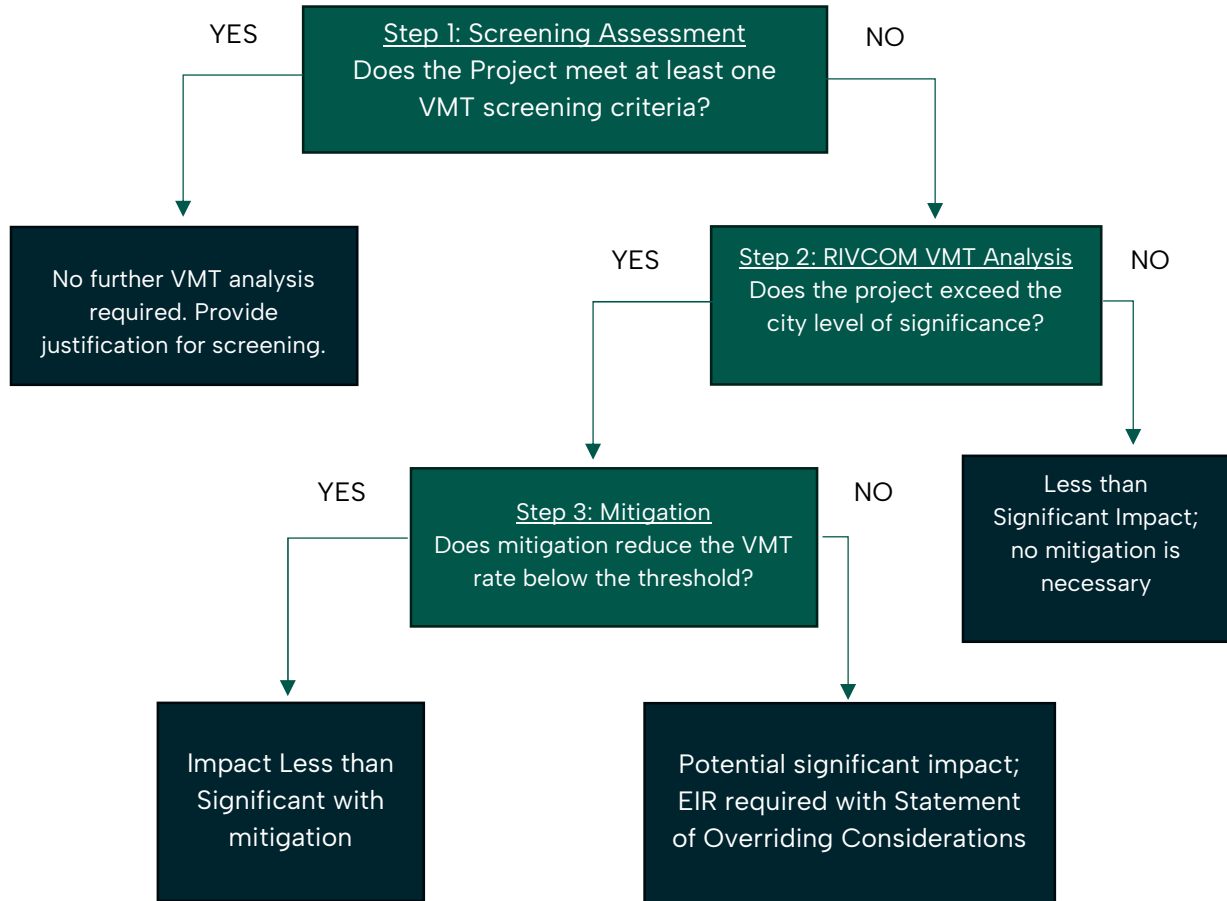 YES
NO
Step 1: Screening Assessment
Does the Project meet at least one
VMT screening criteria?
No further VMT analysis
required. Provide
justification for screening.
YES
NO
Step 2: RIVCOM VMT Analysis
Does the project exceed the
city level of significance?
YES
NO
Step 3: Mitigation
Does mitigation reduce the VMT
rate below the threshold?
Less than
Significant Impact;
no mitigation is
necessary
Impact Less than
Significant with
mitigation
Potential significant impact;
EIR required with Statement
of Overriding Considerations